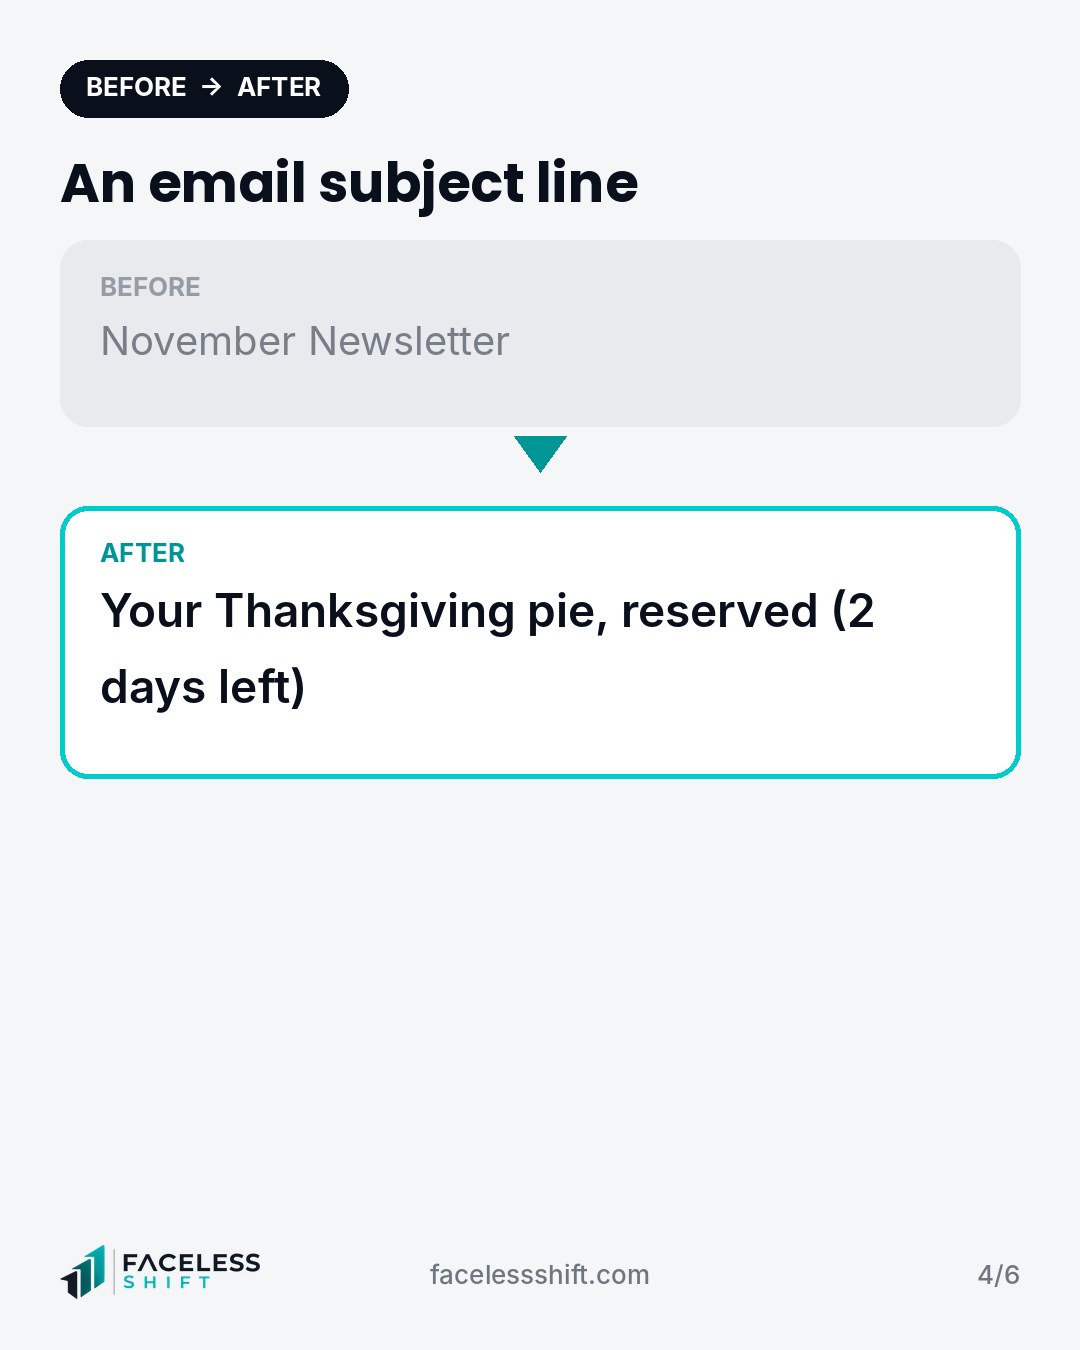 BEFORE → AFTER
An email subject line
BEFORE
November Newsletter
AFTER
Your Thanksgiving pie, reserved (2
days left)
FACELESS
SHIFT
facelessshift.com
4/6